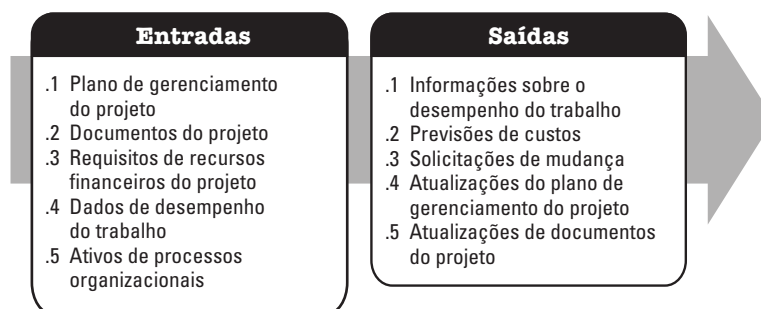 Entradas
.1 Plano de gerenciamento
do projeto
.2 Documentos do projeto
.3 Requisitos de recursos
financeiros do projeto
.4 Dados de desempenho
do trabalho
.5 Ativos de processos
organizacionais
Saídas
.1 Informações sobre o
desempenho do trabalho
.2 Previsões de custos
.3 Solicitações de mudança
.4 Atualizações do plano de
gerenciamento do projeto
.5 Atualizações de documentos
do projeto